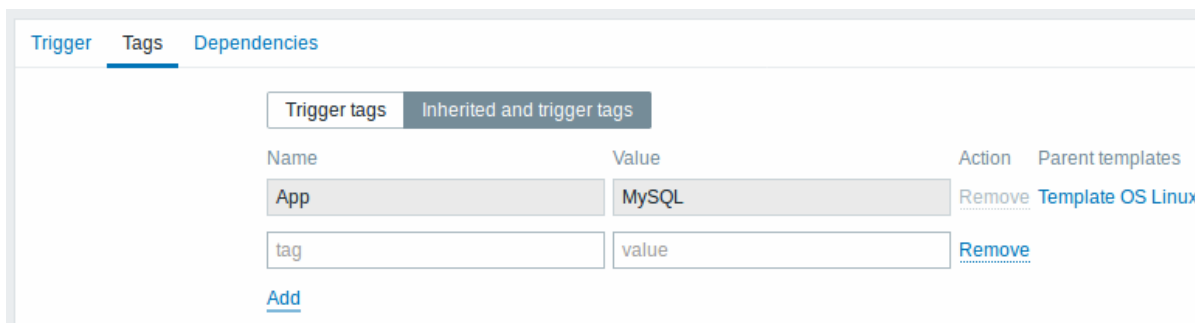 Trigger Tags Dependencies
Trigger tags Inherited and trigger tags
Name Value Action Parent templates
App MySQL Remove Template OS Linux
tag value Remove
Add